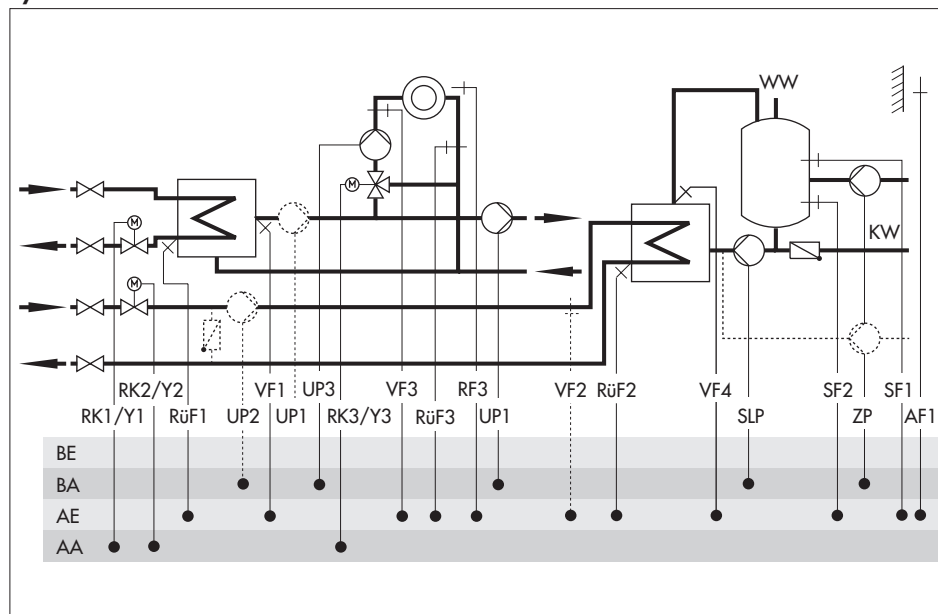 WW
KW
M
M
M
RK2/Y2 VF1 UP3 VF3 RF3 VF2 RüF2 VF4 SF2 SF1
RK1/Y1 RüF1 UP2 UP1 RK3/Y3 RüF3 UP1 SLP ZP AF1
BE
BA
AE
AA